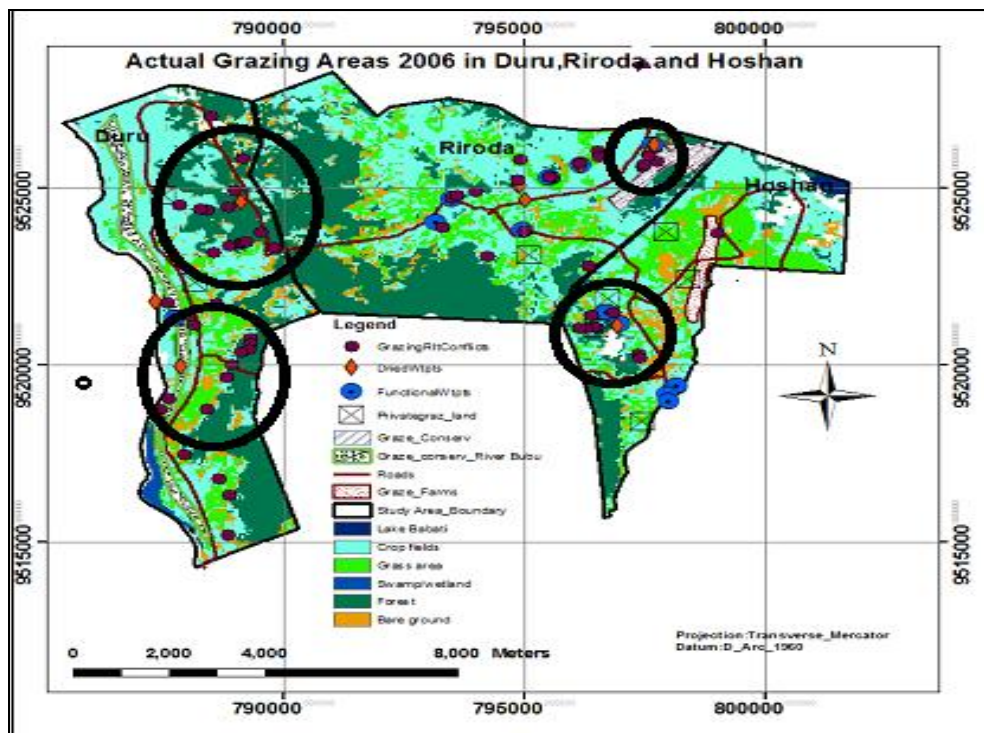 790000 795000 800000
Actual Grazing Areas 2006 in Duru,Riroda and Hoshan
Duru
Riroda
Hoshan
9525000 9525000
9520000 9520000
9515000 9515000
Legend
GrazingRltConflicts
DriedWtpts
FunctionalWtpts
Privategraz_land
Graze_Conserv
Graze_conserv_River Bubu
Roads
Graze_Farms
Study Area_Boundary
Lake Babati
Crop fields
Grass area
Swamp/wetland
Forest
Bare ground
N
Projection:Transverse_Mercator
Datum:D_Arc_1960
0 2,000 4,000 8,000 Meters
790000 795000 800000